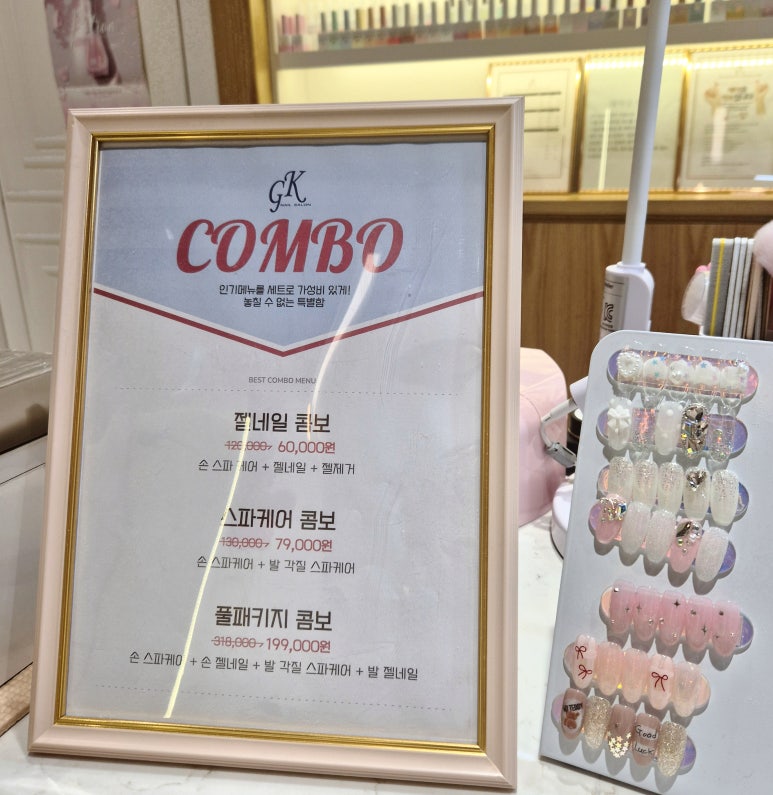 GK
NAIL SALON
COMBO
인기메뉴를 세트로 가성비 있게!
놓칠 수 없는 특별함
BEST COMBO MENU
젤네일 콤보
120,000→ 60,000원
손 스파케어 + 젤네일 + 젤제거
스파케어 콤보
130,000→ 79,000원
손 스파케어 + 발 각질 스파케어
풀패키지 콤보
318,000→ 199,000원
손 스파케어 + 손 젤네일 + 발 각질 스파케어 + 발 젤네일
Good
Luck